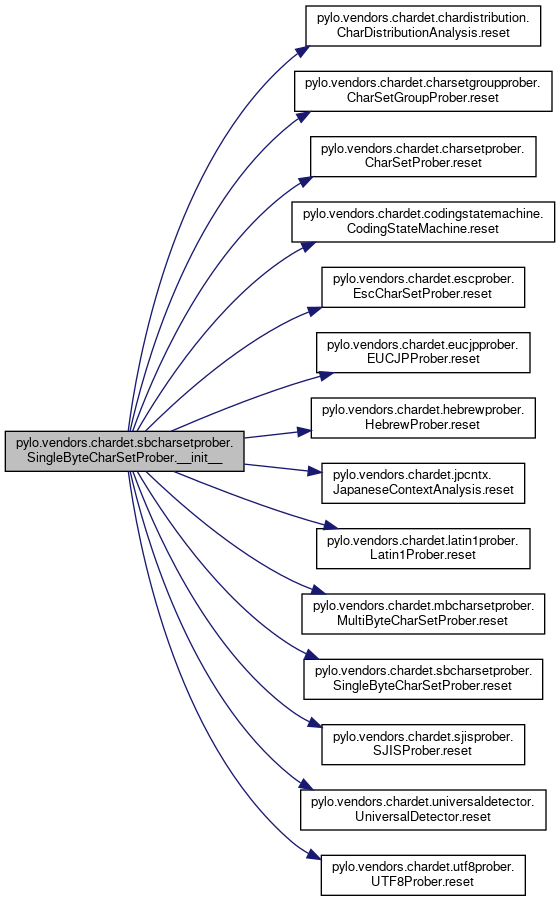 pylo.vendors.chardet.chardistribution.
CharDistributionAnalysis.reset
pylo.vendors.chardet.charsetgroupprober.
CharSetGroupProber.reset
pylo.vendors.chardet.charsetprober.
CharSetProber.reset
pylo.vendors.chardet.codingstatemachine.
CodingStateMachine.reset
pylo.vendors.chardet.escprober.
EscCharSetProber.reset
pylo.vendors.chardet.eucjpprober.
EUCJPProber.reset
pylo.vendors.chardet.hebrewprober.
HebrewProber.reset
pylo.vendors.chardet.sbcharsetprober.
SingleByteCharSetProber.__init__
pylo.vendors.chardet.jpcntx.
JapaneseContextAnalysis.reset
pylo.vendors.chardet.latin1prober.
Latin1Prober.reset
pylo.vendors.chardet.mbcharsetprober.
MultiByteCharSetProber.reset
pylo.vendors.chardet.sbcharsetprober.
SingleByteCharSetProber.reset
pylo.vendors.chardet.sjisprober.
SJISProber.reset
pylo.vendors.chardet.universaldetector.
UniversalDetector.reset
pylo.vendors.chardet.utf8prober.
UTF8Prober.reset